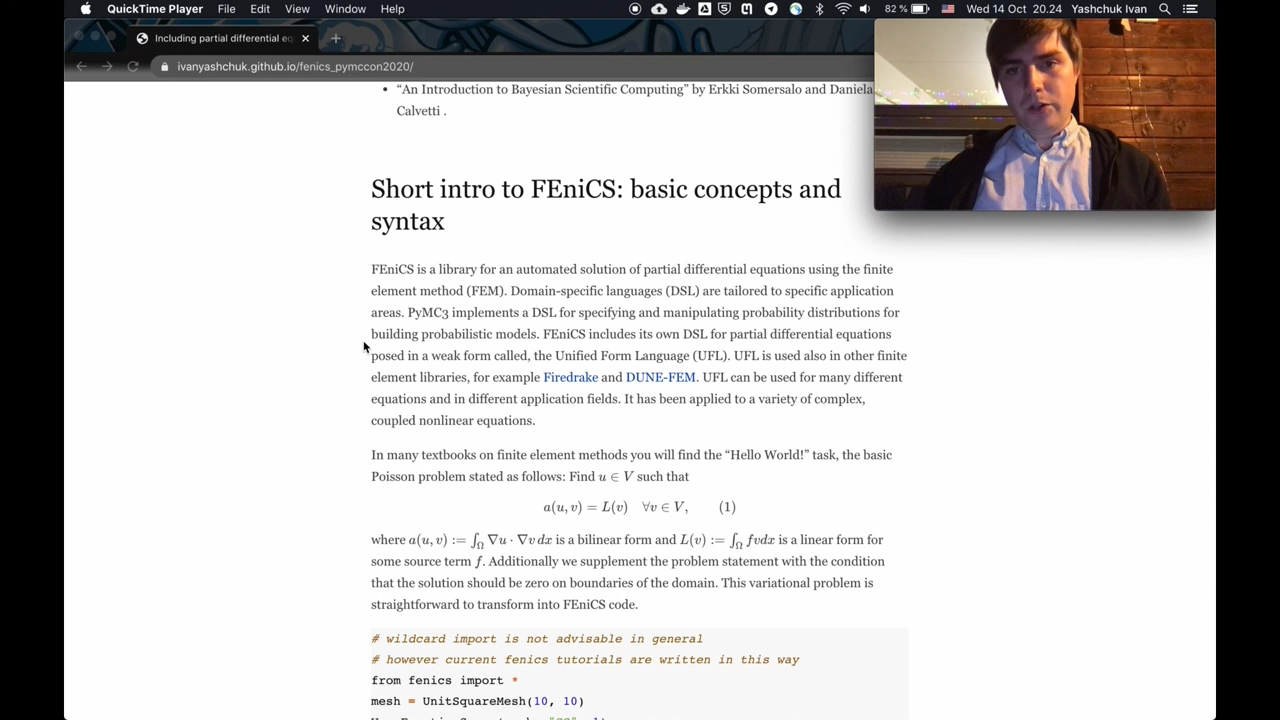 QuickTime Player File Edit View Window Help 82 % Wed 14 Oct 20.24 Yashchuk Ivan
Including partial differential eq
ivanyashchuk.github.io/fenics_pymccon2020/
• “An Introduction to Bayesian Scientific Computing” by Erkki Somersalo and Daniela
Calvetti .
Short intro to FEniCS: basic concepts and
syntax
FEniCS is a library for an automated solution of partial differential equations using the finite
element method (FEM). Domain-specific languages (DSL) are tailored to specific application
areas. PyMC3 implements a DSL for specifying and manipulating probability distributions for
building probabilistic models. FEniCS includes its own DSL for partial differential equations
posed in a weak form called, the Unified Form Language (UFL). UFL is used also in other finite
element libraries, for example Firedrake and DUNE-FEM. UFL can be used for many different
equations and in different application fields. It has been applied to a variety of complex,
coupled nonlinear equations.
In many textbooks on finite element methods you will find the “Hello World!” task, the basic
Poisson problem stated as follows: Find u ∈ V such that
a(u, v) = L(v) ∀v ∈ V, (1)
where a(u, v) := ∫Ω ∇u · ∇v dx is a bilinear form and L(v) := ∫Ω fvdx is a linear form for
some source term f. Additionally we supplement the problem statement with the condition
that the solution should be zero on boundaries of the domain. This variational problem is
straightforward to transform into FEniCS code.
# wildcard import is not advisable in general
# however current fenics tutorials are written in this way
from fenics import *
mesh = UnitSquareMesh(10, 10)